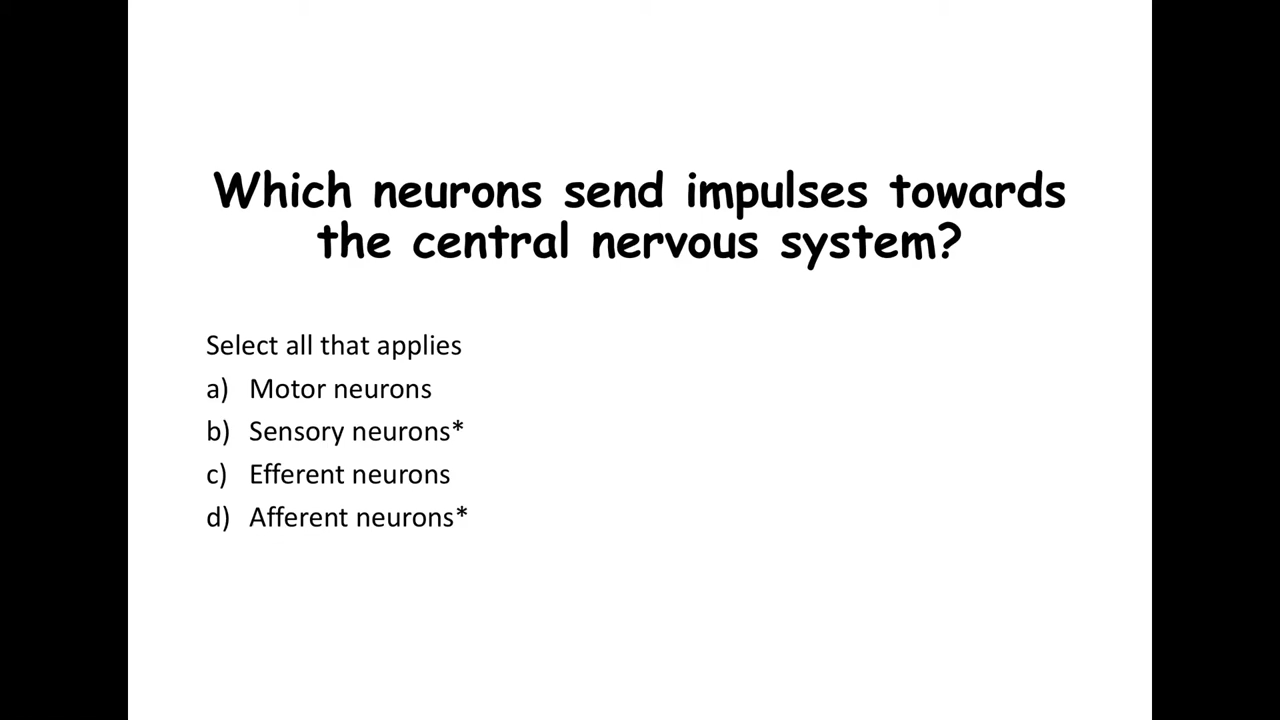 Which neurons send impulses towards
the central nervous system?
Select all that applies
a) Motor neurons
b) Sensory neurons*
c) Efferent neurons
d) Afferent neurons*